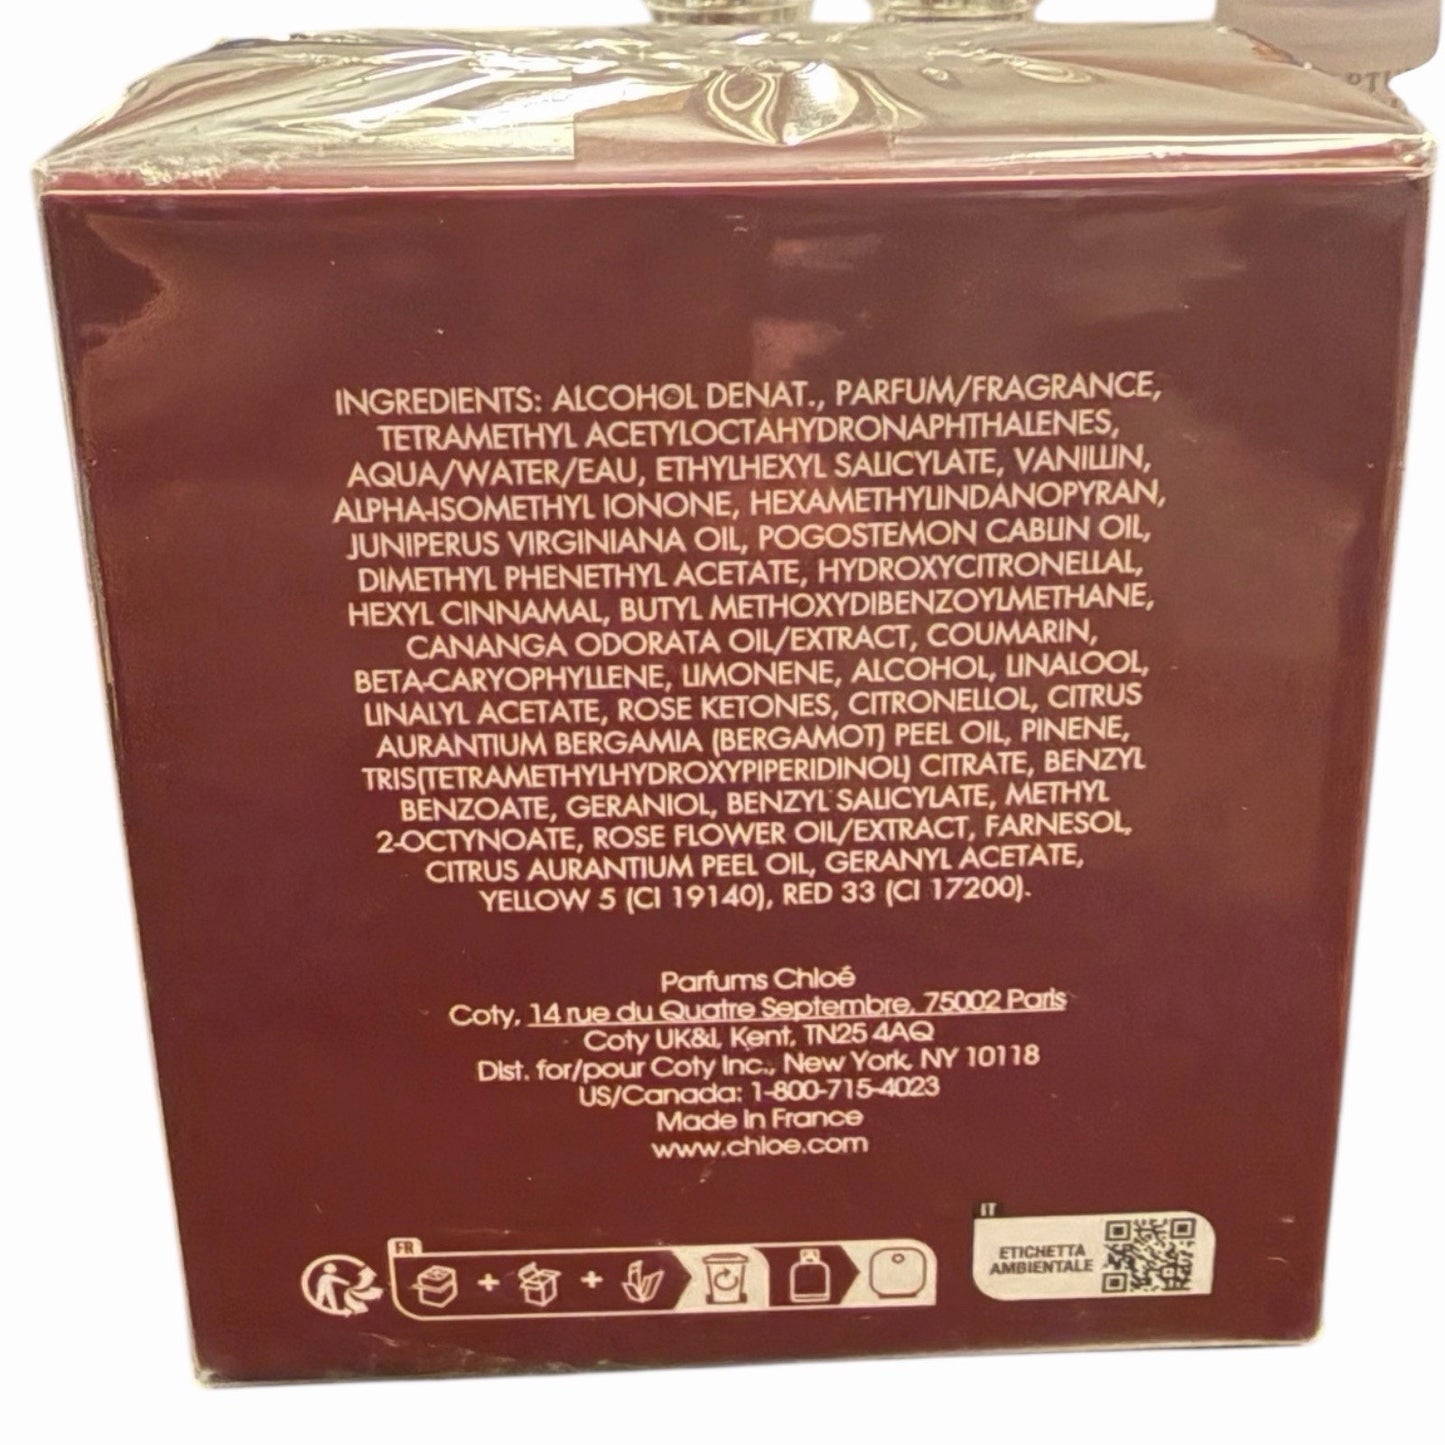 INGREDIENTS: ALCOHOL DENAT., PARFUM/FRAGRANCE,
TETRAMETHYL ACETYLOCTAHYDRONAPHTHALENES,
AQUA/WATER/EAU, ETHYLHEXYL SALICYLATE, VANILLIN,
ALPHA-ISOMETHYL IONONE, HEXAMETHYLINDANOPYRAN,
JUNIPERUS VIRGINIANA OIL, POGOSTEMON CABLIN OIL,
DIMETHYL PHENETHYL ACETATE, HYDROXYCITRONELLAL,
HEXYL CINNAMAL, BUTYL METHOXYDIBENZOYLMETHANE,
CANANGA ODORATA OIL/EXTRACT, COUMARIN,
BETA-CARYOPHYLLENE, LIMONENE, ALCOHOL, LINALOOL,
LINALYL ACETATE, ROSE KETONES, CITRONELLOL, CITRUS
AURANTIUM BERGAMIA (BERGAMOT) PEEL OIL, PINENE,
TRIS(TETRAMETHYLHYDROXYPIPERIDINOL) CITRATE, BENZYL
BENZOATE, GERANIOL, BENZYL SALICYLATE, METHYL
2-OCTYNOATE, ROSE FLOWER OIL/EXTRACT, FARNESOL,
CITRUS AURANTIUM PEEL OIL, GERANYL ACETATE,
YELLOW 5 (CI 19140), RED 33 (CI 17200).
Parfums Chloé
Coty, 14 rue du Quatre Septembre, 75002 Paris
Coty UK&I, Kent, TN25 4AQ
Dist. for/pour Coty Inc., New York, NY 10118
US/Canada: 1-800-715-4023
Made in France
www.chloe.com
FR
IT
ETICHETTA
AMBIENTALE